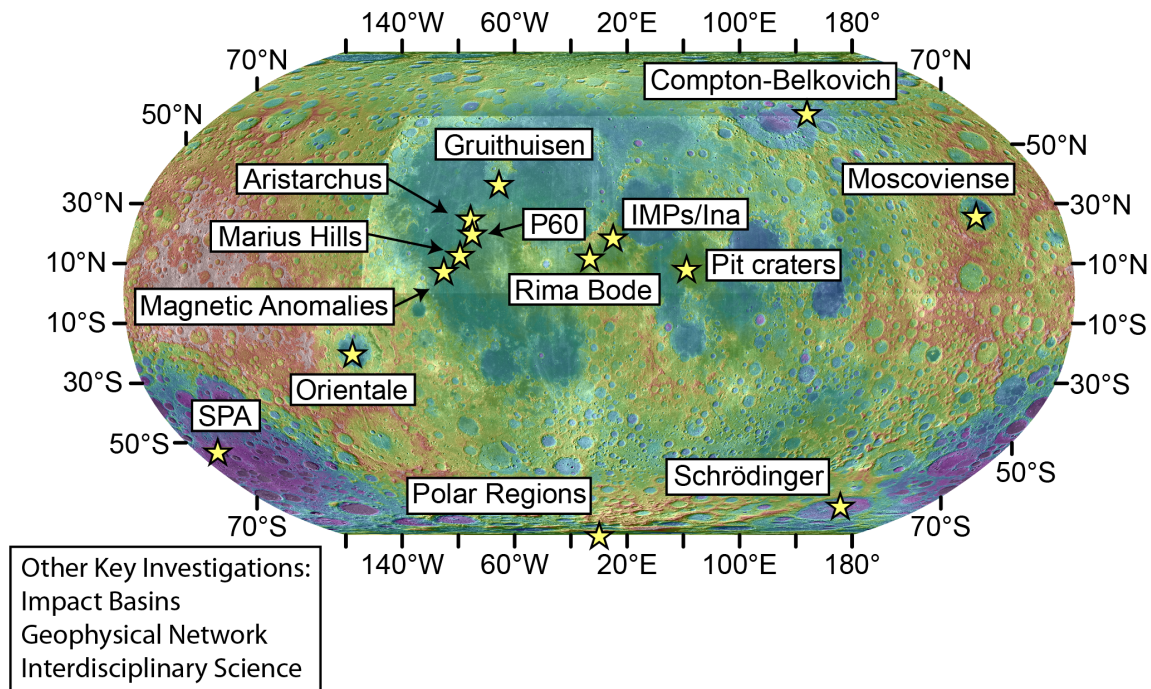 140°W 60°W 20°E 100°E 180°
70°N 70°N
Compton-Belkovich
50°N 50°N
Gruithuisen
Aristarchus
Moscoviense
30°N 30°N
IMPs/Ina
P60
Marius Hills
10°N 10°N
Pit craters
Rima Bode
Magnetic Anomalies
10°S 10°S
30°S 30°S
Orientale
SPA
50°S 50°S
Schrödinger
Polar Regions
70°S 70°S
140°W 60°W 20°E 100°E 180°
Other Key Investigations:
Impact Basins
Geophysical Network
Interdisciplinary Science